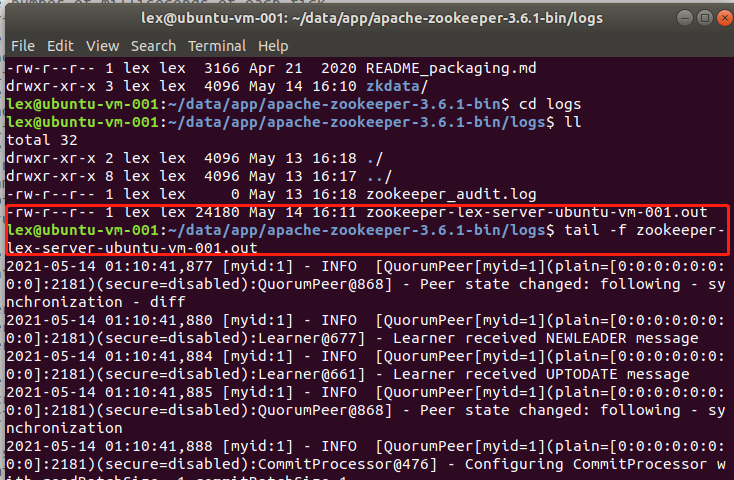 number of milliseconds of each tick
lex@ubuntu-vm-001: ~/data/app/apache-zookeeper-3.6.1-bin/logs
File Edit View Search Terminal Help
-rw-r--r-- 1 lex lex  3166 Apr 21  2020 README_packaging.md
drwxr-xr-x 3 lex lex  4096 May 14 16:10 zkdata/
lex@ubuntu-vm-001:~/data/app/apache-zookeeper-3.6.1-bin$ cd logs
lex@ubuntu-vm-001:~/data/app/apache-zookeeper-3.6.1-bin/logs$ ll
total 32
drwxr-xr-x 2 lex lex  4096 May 13 16:18 ./
drwxr-xr-x 8 lex lex  4096 May 13 16:17 ../
-rw-r--r-- 1 lex lex     0 May 13 16:18 zookeeper_audit.log
-rw-r--r-- 1 lex lex 24180 May 14 16:11 zookeeper-lex-server-ubuntu-vm-001.out
lex@ubuntu-vm-001:~/data/app/apache-zookeeper-3.6.1-bin/logs$ tail -f zookeeper-
lex-server-ubuntu-vm-001.out
2021-05-14 01:10:41,877 [myid:1] - INFO  [QuorumPeer[myid=1](plain=[0:0:0:0:0:0:
0:0]:2181)(secure=disabled):QuorumPeer@868] - Peer state changed: following - sy
nchronization - diff
2021-05-14 01:10:41,880 [myid:1] - INFO  [QuorumPeer[myid=1](plain=[0:0:0:0:0:0:
0:0]:2181)(secure=disabled):Learner@677] - Learner received NEWLEADER message
2021-05-14 01:10:41,884 [myid:1] - INFO  [QuorumPeer[myid=1](plain=[0:0:0:0:0:0:
0:0]:2181)(secure=disabled):Learner@661] - Learner received UPTODATE message
2021-05-14 01:10:41,885 [myid:1] - INFO  [QuorumPeer[myid=1](plain=[0:0:0:0:0:0:
0:0]:2181)(secure=disabled):QuorumPeer@868] - Peer state changed: following - sy
nchronization
2021-05-14 01:10:41,888 [myid:1] - INFO  [QuorumPeer[myid=1](plain=[0:0:0:0:0:0:
0:0]:2181)(secure=disabled):CommitProcessor@476] - Configuring CommitProcessor w